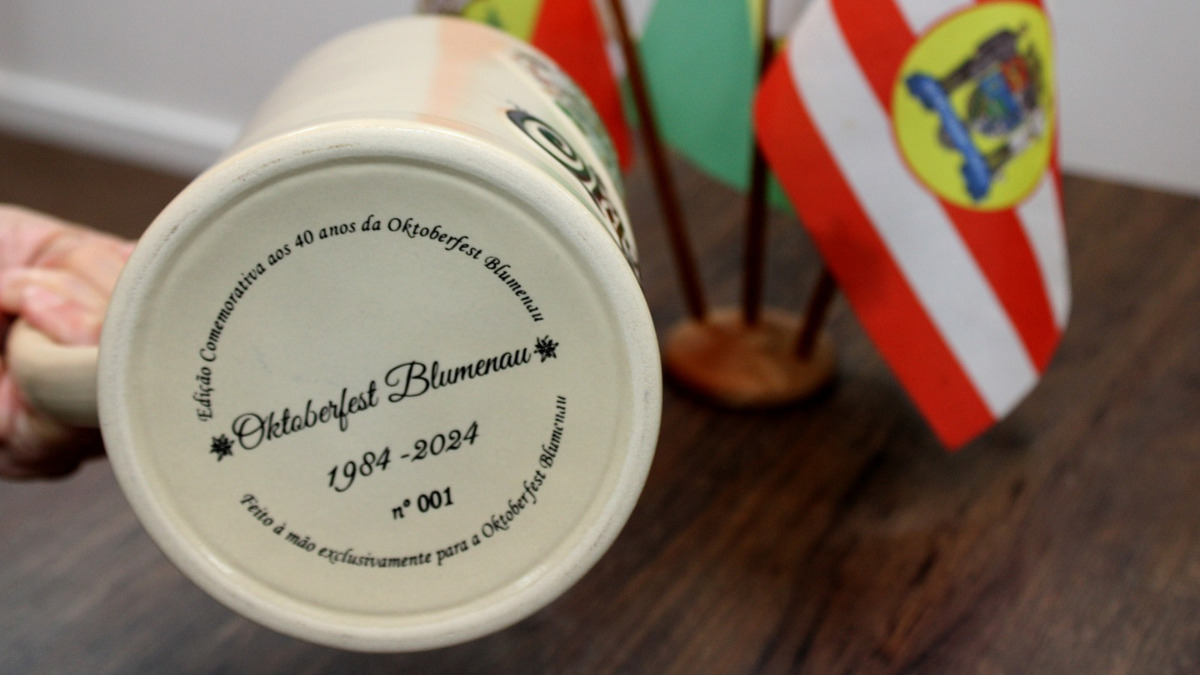 Edição Comemorativa aos 40 anos da Oktoberfest Blumenau
Oktoberfest Blumenau
1984 - 2024
nº 001
Feito à mão exclusivamente para a Oktoberfest Blumenau